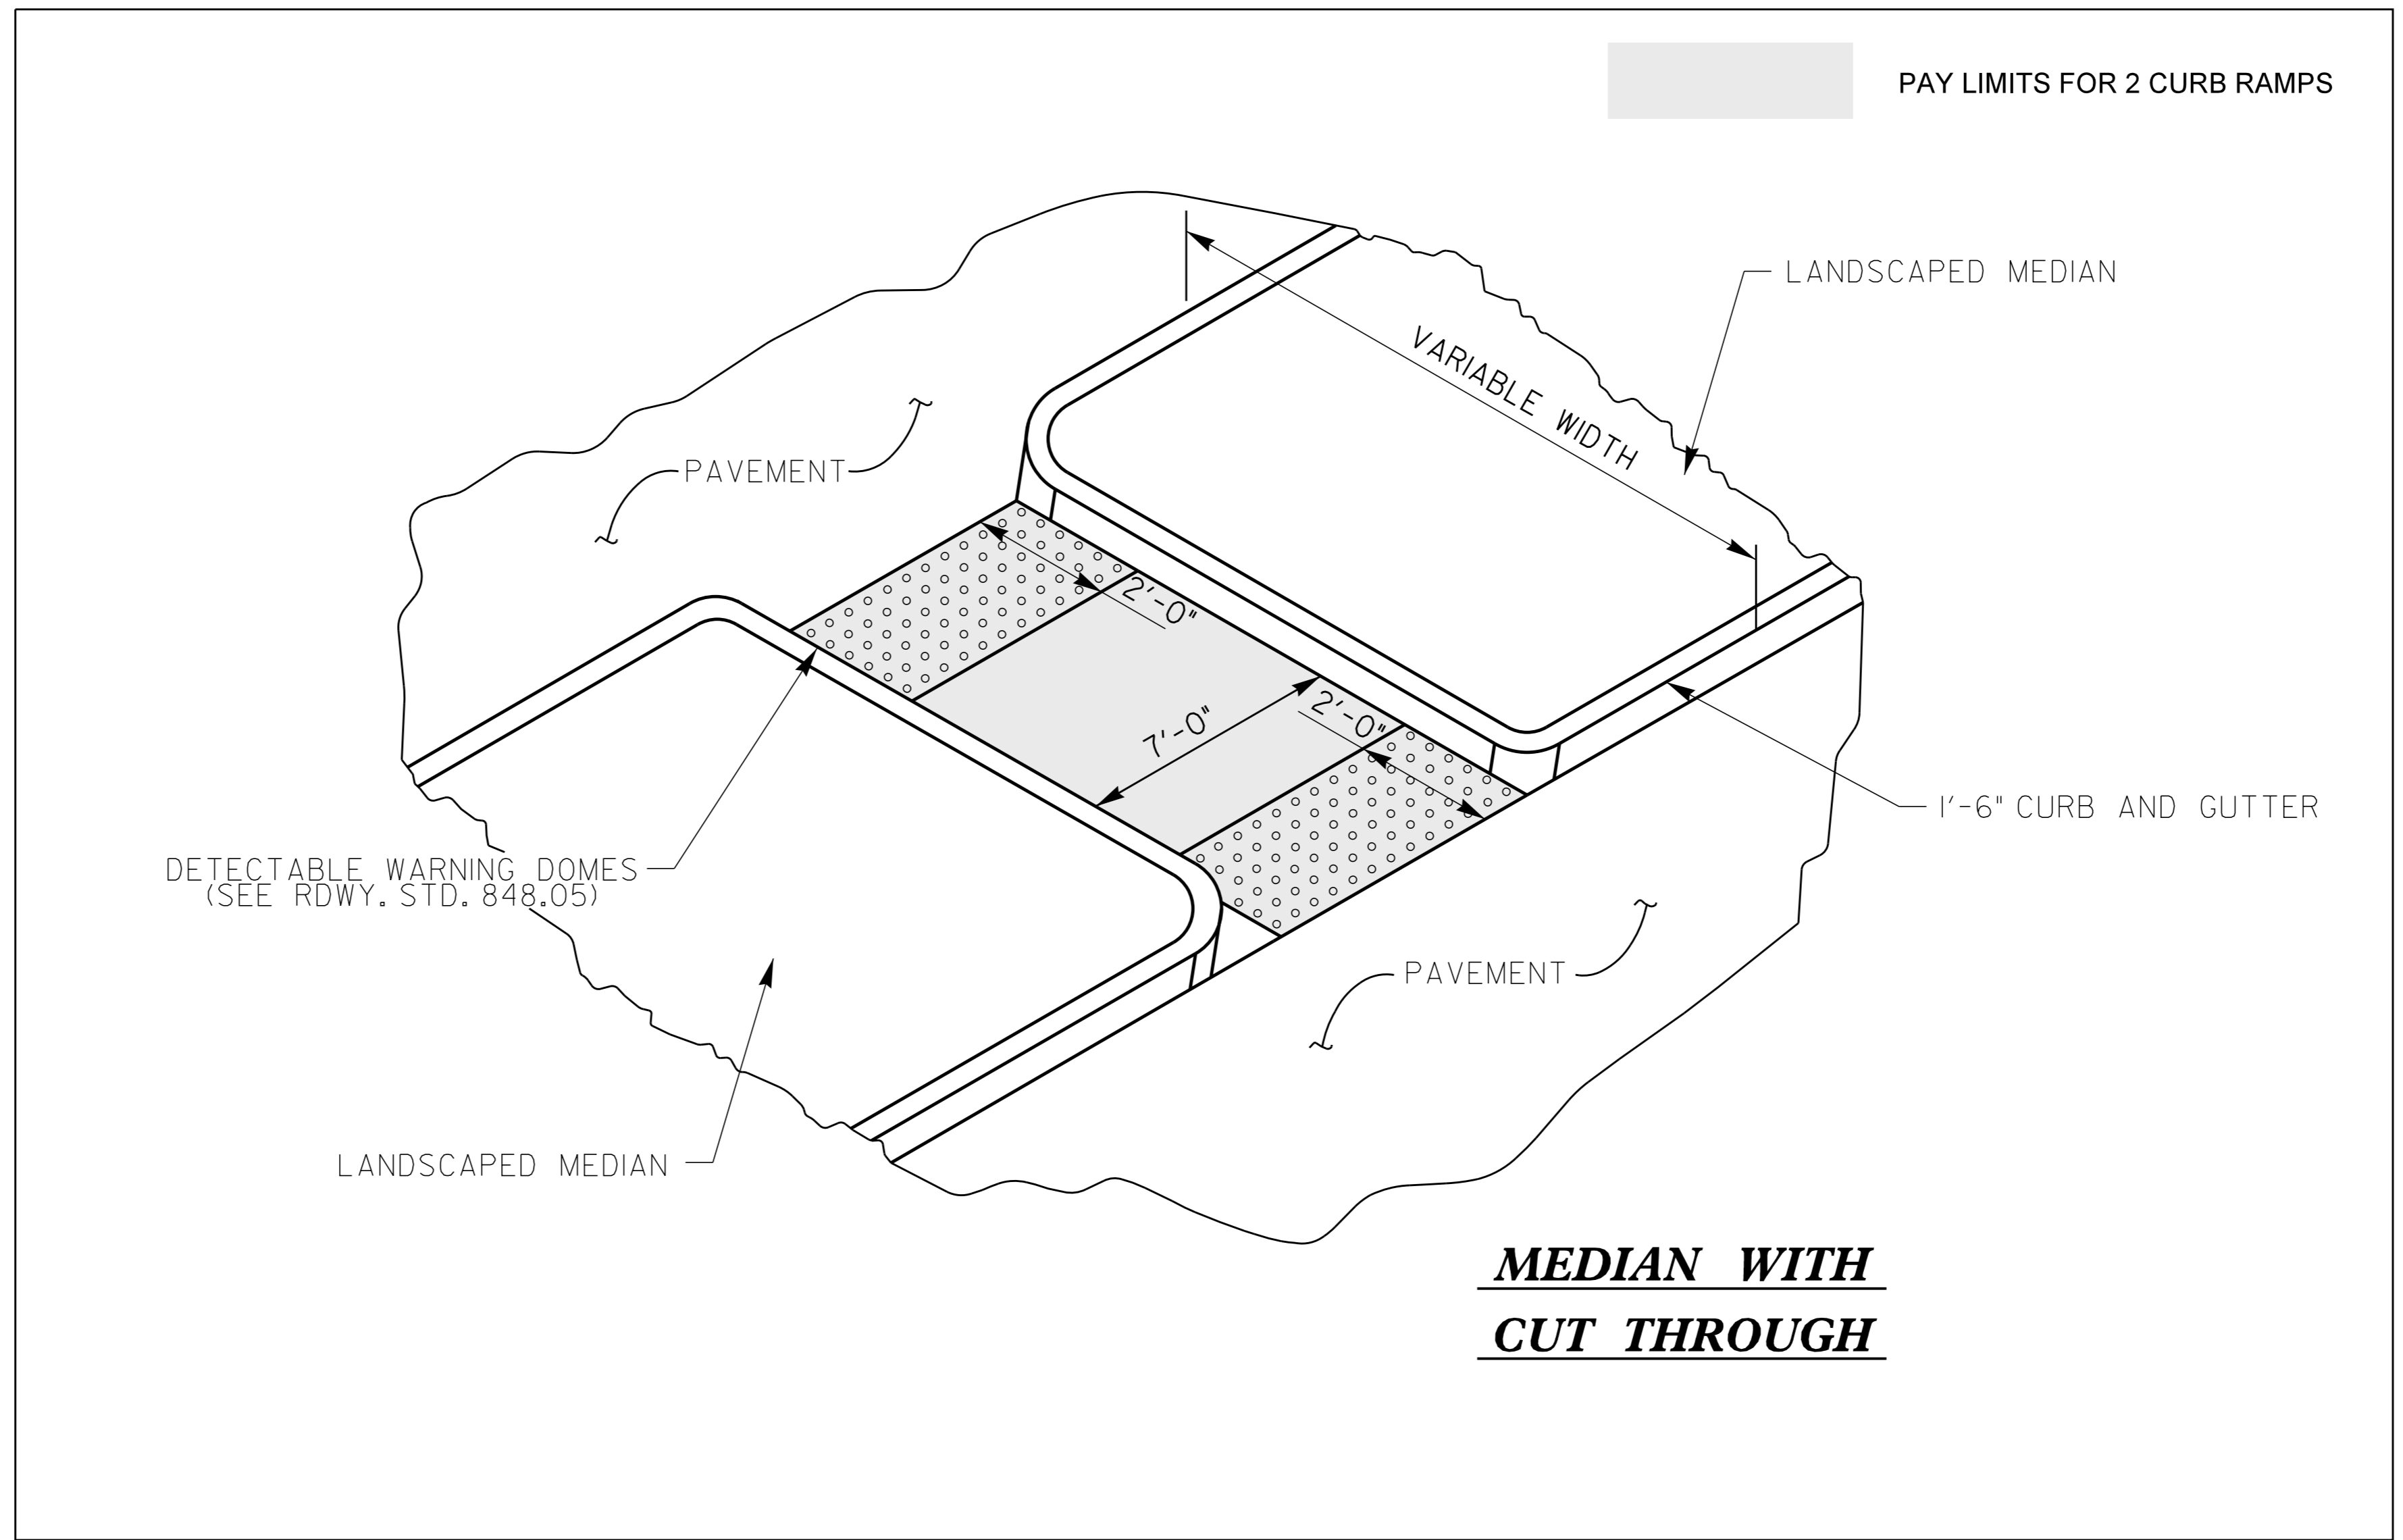 PAY LIMITS FOR 2 CURB RAMPS
LANDSCAPED MEDIAN
VARIABLE WIDTH
PAVEMENT
2'-0"
7'-0"
2'-0"
1'-6" CURB AND GUTTER
DETECTABLE WARNING DOMES
(SEE RDWY. STD. 848.05)
PAVEMENT
LANDSCAPED MEDIAN
MEDIAN WITH
CUT THROUGH